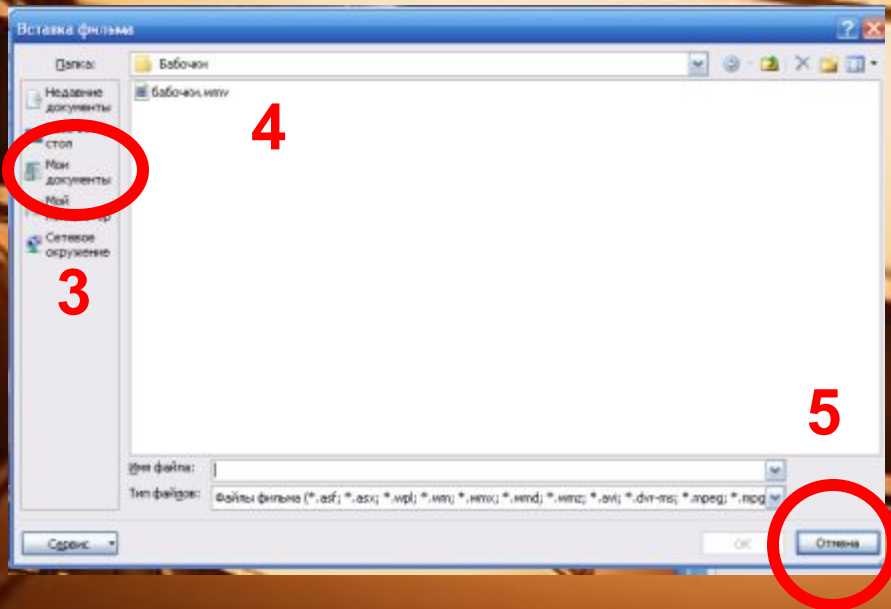 Вставка фильма
Папка:
Бабочки
Недавние
документы
бабочки.wmv
4
стол
Мои
документы
Мой
Сетевое
окружение
3
5
Имя файла:
Тип файлов:
Файлы фильма (*.asf; *.asx; *.wpl; *.wm; *.wmx; *.wmd; *.wmz; *.avi; *.dvr-ms; *.mpeg; *.mpg
Сервис
OK
Отмена